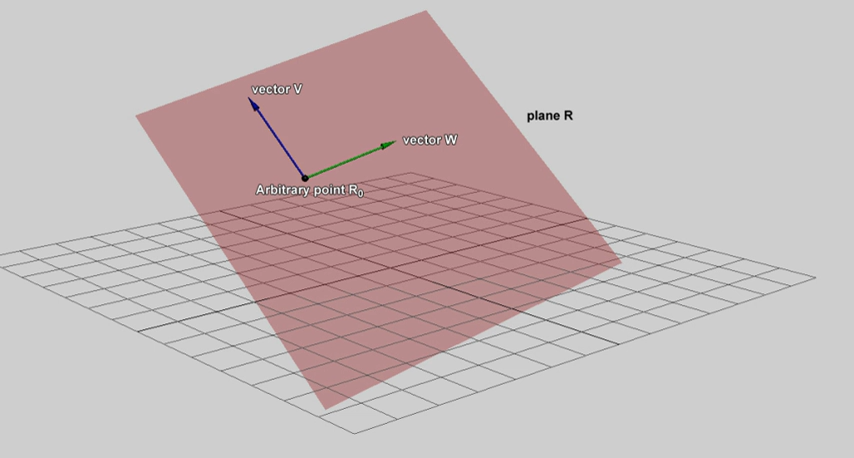 vector V
plane R
vector W
Arbitrary point R₀